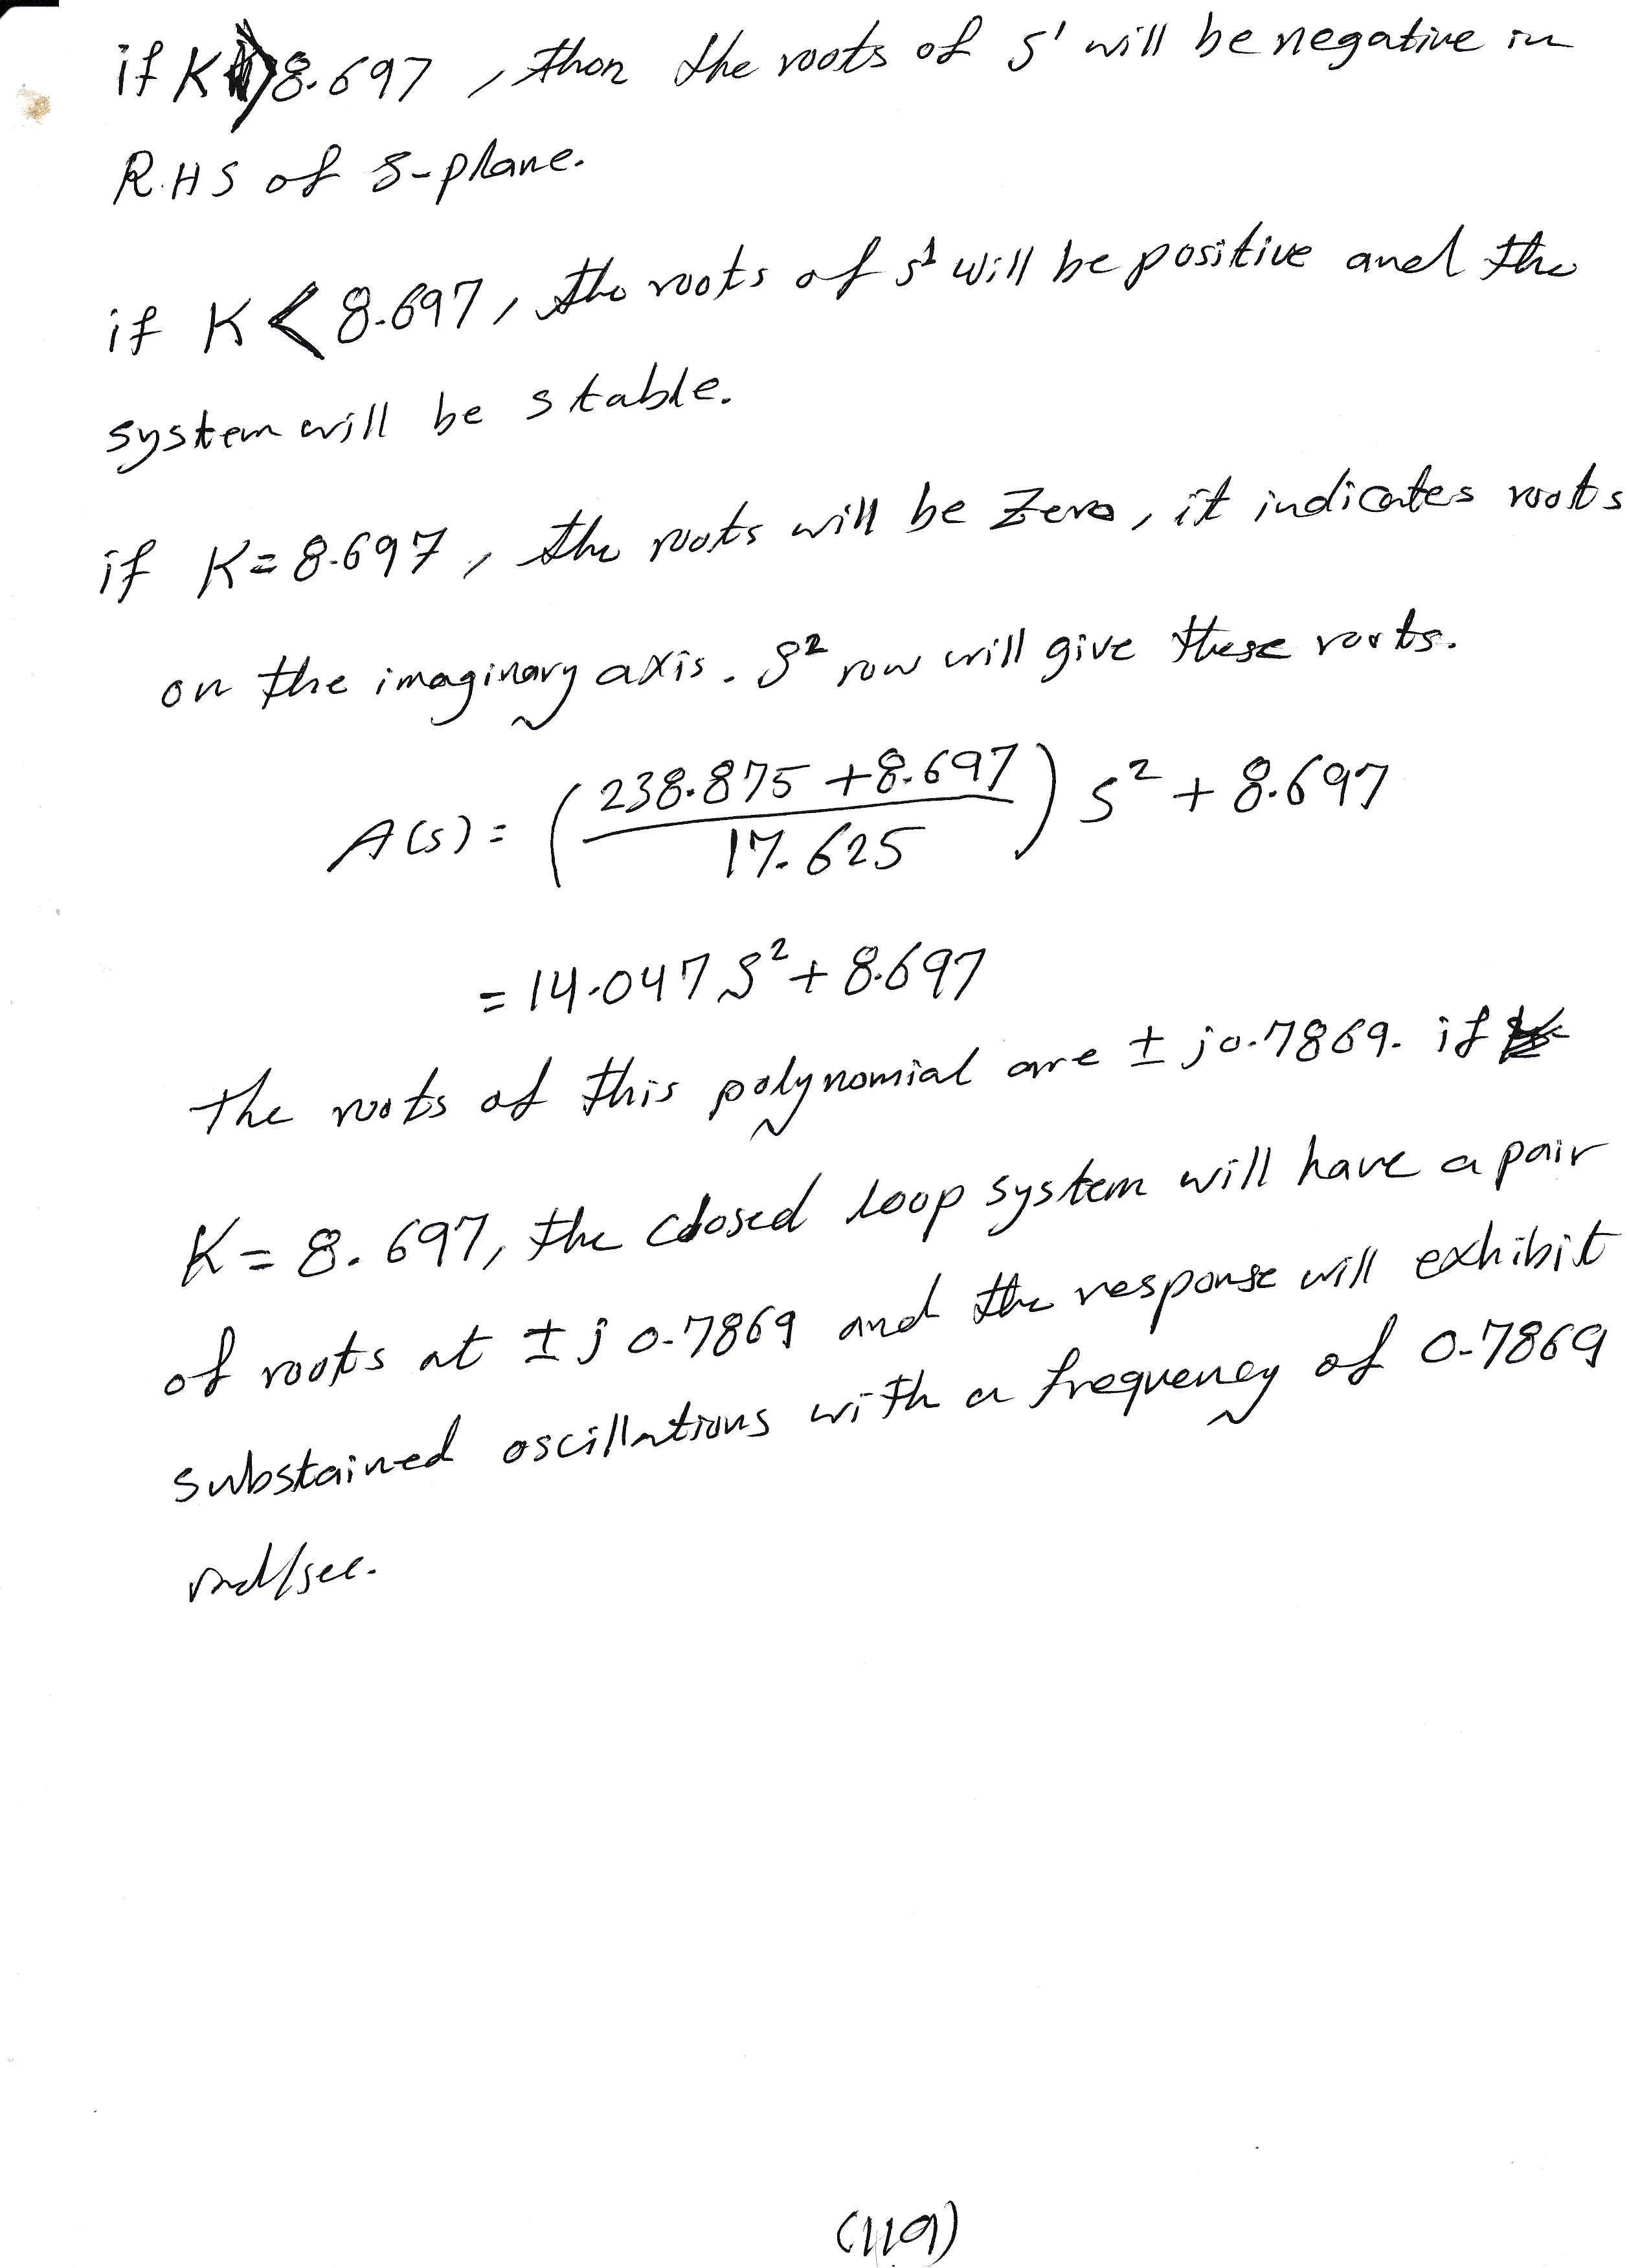 if K > 8.697, then the roots of s¹ will be negative in
R.H.S of s-plane.
if K < 8.697, the roots of s¹ will be positive and the
system will be stable.
if K = 8.697, the roots will be zero, it indicates roots
on the imaginary axis. s² row will give these roots.
A(s) = ( (238.875 + 8.697) / 17.625 ) s² + 8.697
= 14.047 s² + 8.697
The roots of this polynomial are ± j0.7869. if
K = 8.697, the closed loop system will have a pair
of roots at ± j 0.7869 and the response will exhibit
substained oscillations with a frequency of 0.7869
rad/sec.
(119)